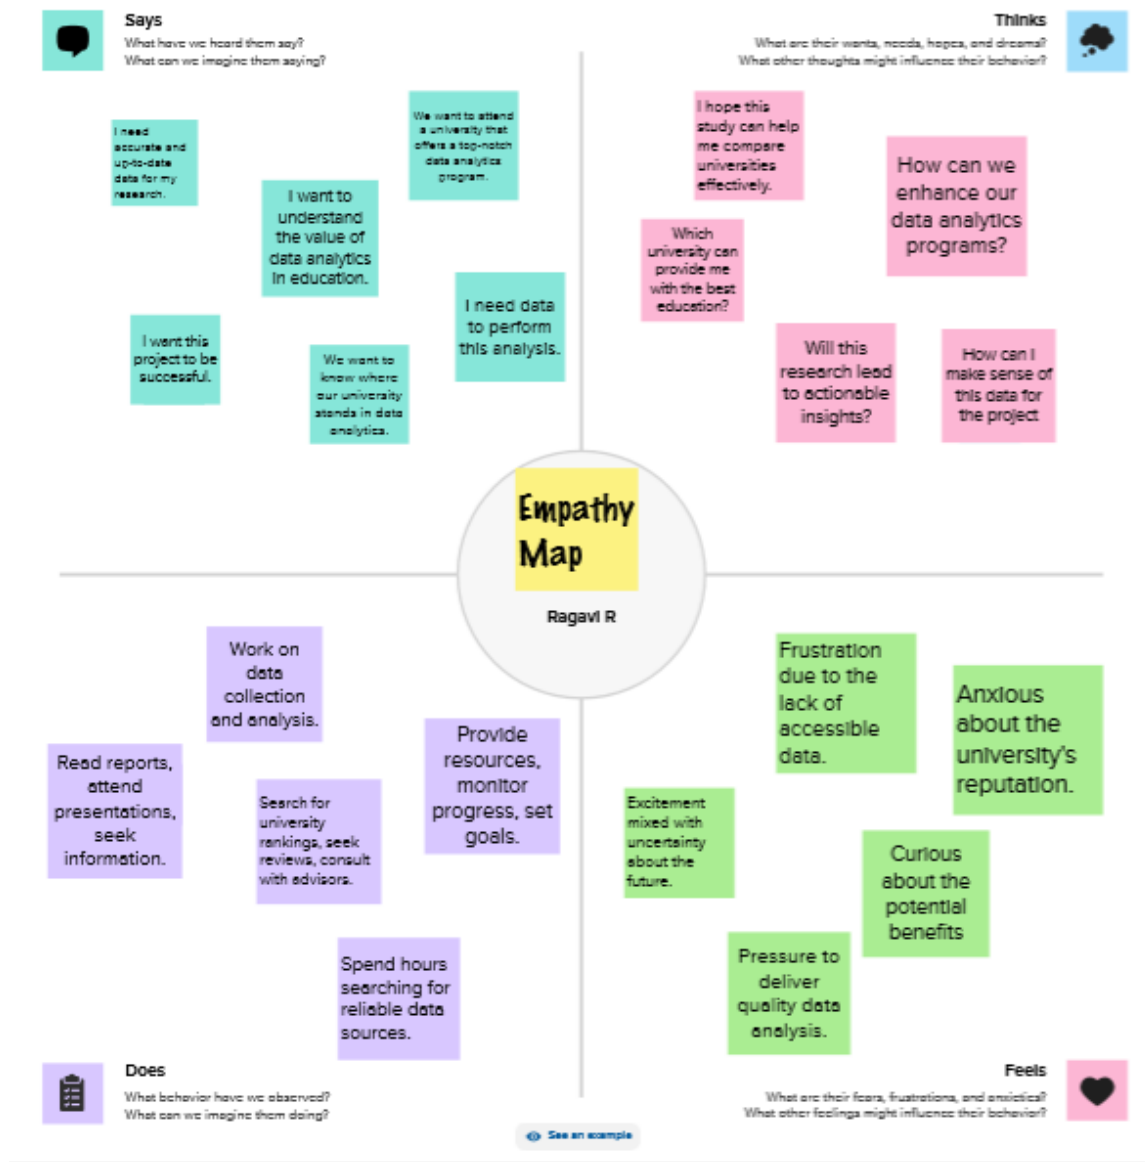 Says
What have we heard them say?
What can we imagine them saying?
Thinks
What are their wants, needs, hopes, and dreams?
What other thoughts might influence their behavior?
I need
accurate and
up-to-date
data for my
research.
We want to attend
a university that
offers a top-notch
data analytics
program.
I want to
understand
the value of
data analytics
in education.
I need data
to perform
this analysis.
I want this
project to be
successful.
We want to
know where
our university
stands in data
analytics.
I hope this
study can help
me compare
universities
effectively.
How can we
enhance our
data analytics
programs?
Which
university can
provide me
with the best
education?
Will this
research lead
to actionable
insights?
How can I
make sense of
this data for
the project
Empathy
Map
Ragavi R
Work on
data
collection
and analysis.
Read reports,
attend
presentations,
seek
information.
Search for
university
rankings, seek
reviews, consult
with advisors.
Provide
resources,
monitor
progress, set
goals.
Spend hours
searching for
reliable data
sources.
Frustration
due to the
lack of
accessible
data.
Anxious
about the
university's
reputation.
Excitement
mixed with
uncertainty
about the
future.
Curious
about the
potential
benefits
Pressure to
deliver
quality data
analysis.
Does
What behavior have we observed?
What can we imagine them doing?
Feels
What are their fears, frustrations, and anxieties?
What other feelings might influence their behavior?
See an example